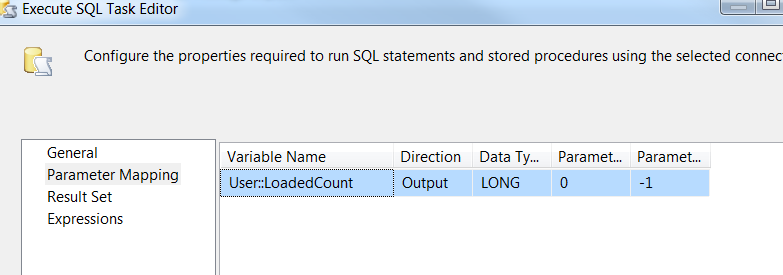 Execute SQL Task Editor
Configure the properties required to run SQL statements and stored procedures using the selected connec
General
Parameter Mapping
Result Set
Expressions
Variable Name Direction Data Ty... Paramet... Paramet...
User::LoadedCount Output LONG 0 -1